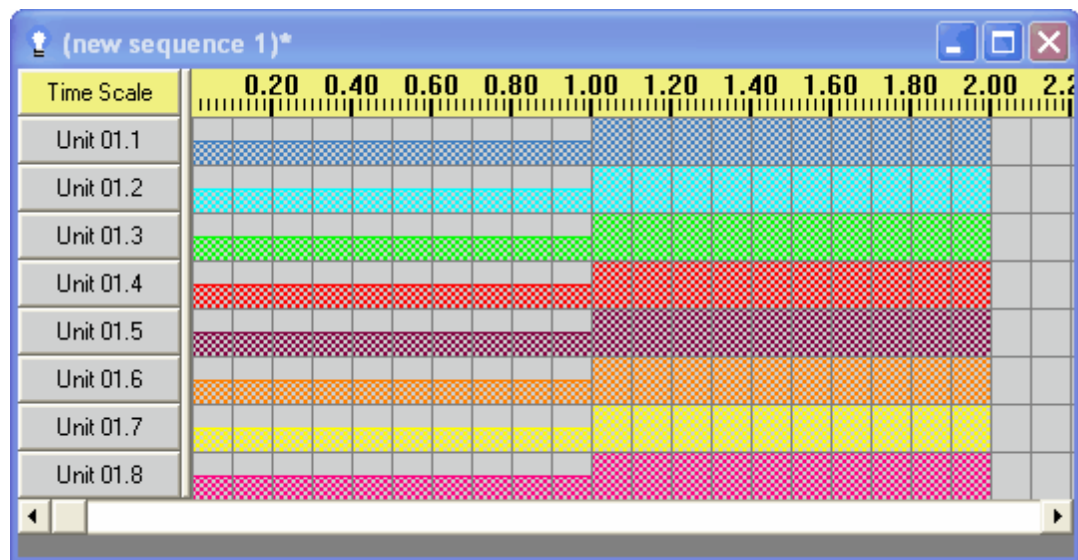 (new sequence 1)*
Time Scale 0.20 0.40 0.60 0.80 1.00 1.20 1.40 1.60 1.80 2.00
Unit 01.1
Unit 01.2
Unit 01.3
Unit 01.4
Unit 01.5
Unit 01.6
Unit 01.7
Unit 01.8